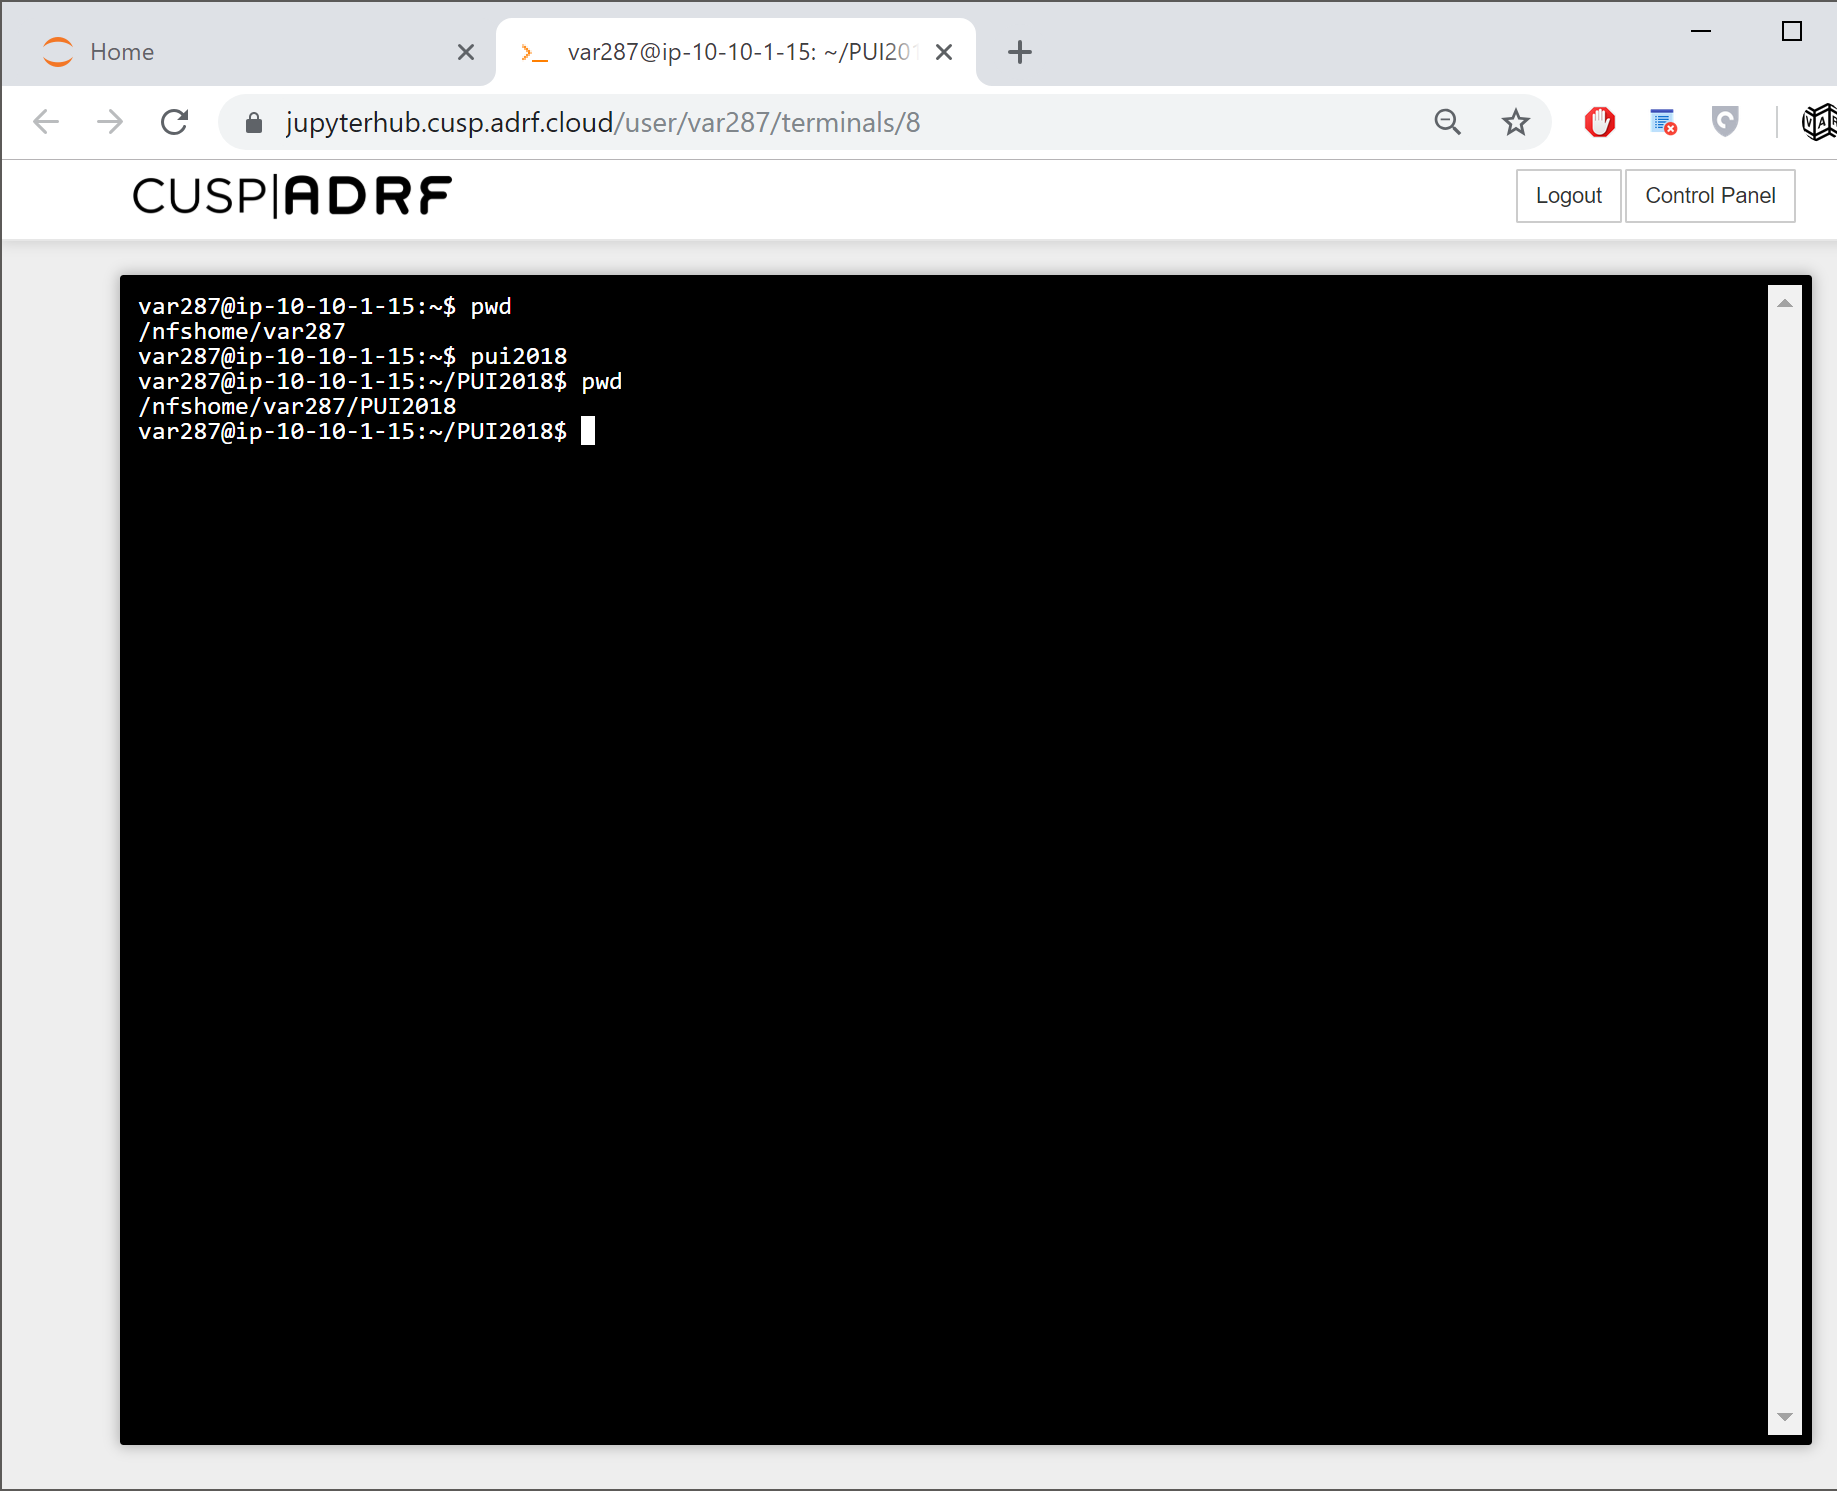 Home
var287@ip-10-10-1-15: ~/PUI201
jupyterhub.cusp.adrf.cloud/user/var287/terminals/8
CUSP|ADRF
Logout
Control Panel
var287@ip-10-10-1-15:~$ pwd
/nfshome/var287
var287@ip-10-10-1-15:~$ pui2018
var287@ip-10-10-1-15:~/PUI2018$ pwd
/nfshome/var287/PUI2018
var287@ip-10-10-1-15:~/PUI2018$